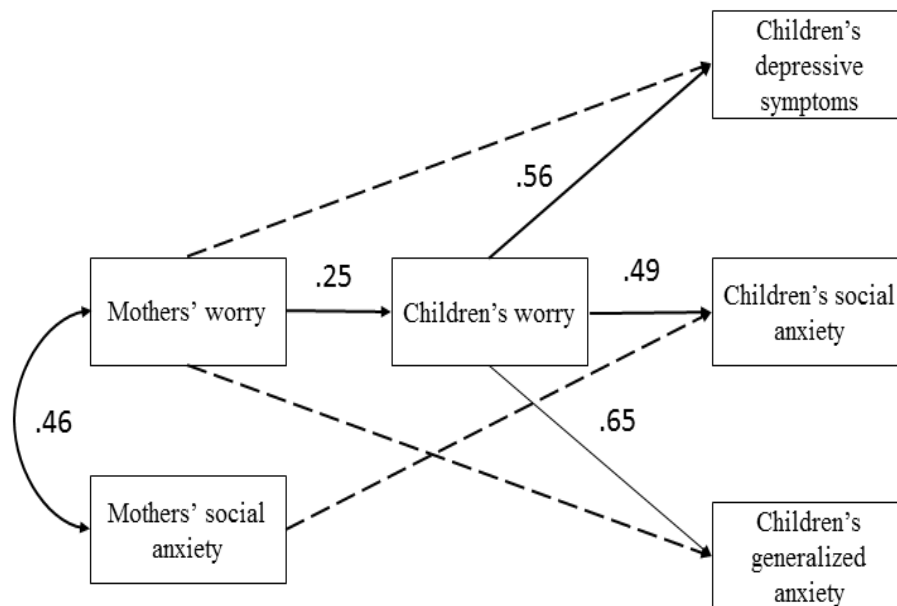 Children’s
depressive
symptoms
.56
Mothers’ worry
.25
Children’s worry
.49
Children’s social
anxiety
.46
.65
Mothers’ social
anxiety
Children’s
generalized
anxiety